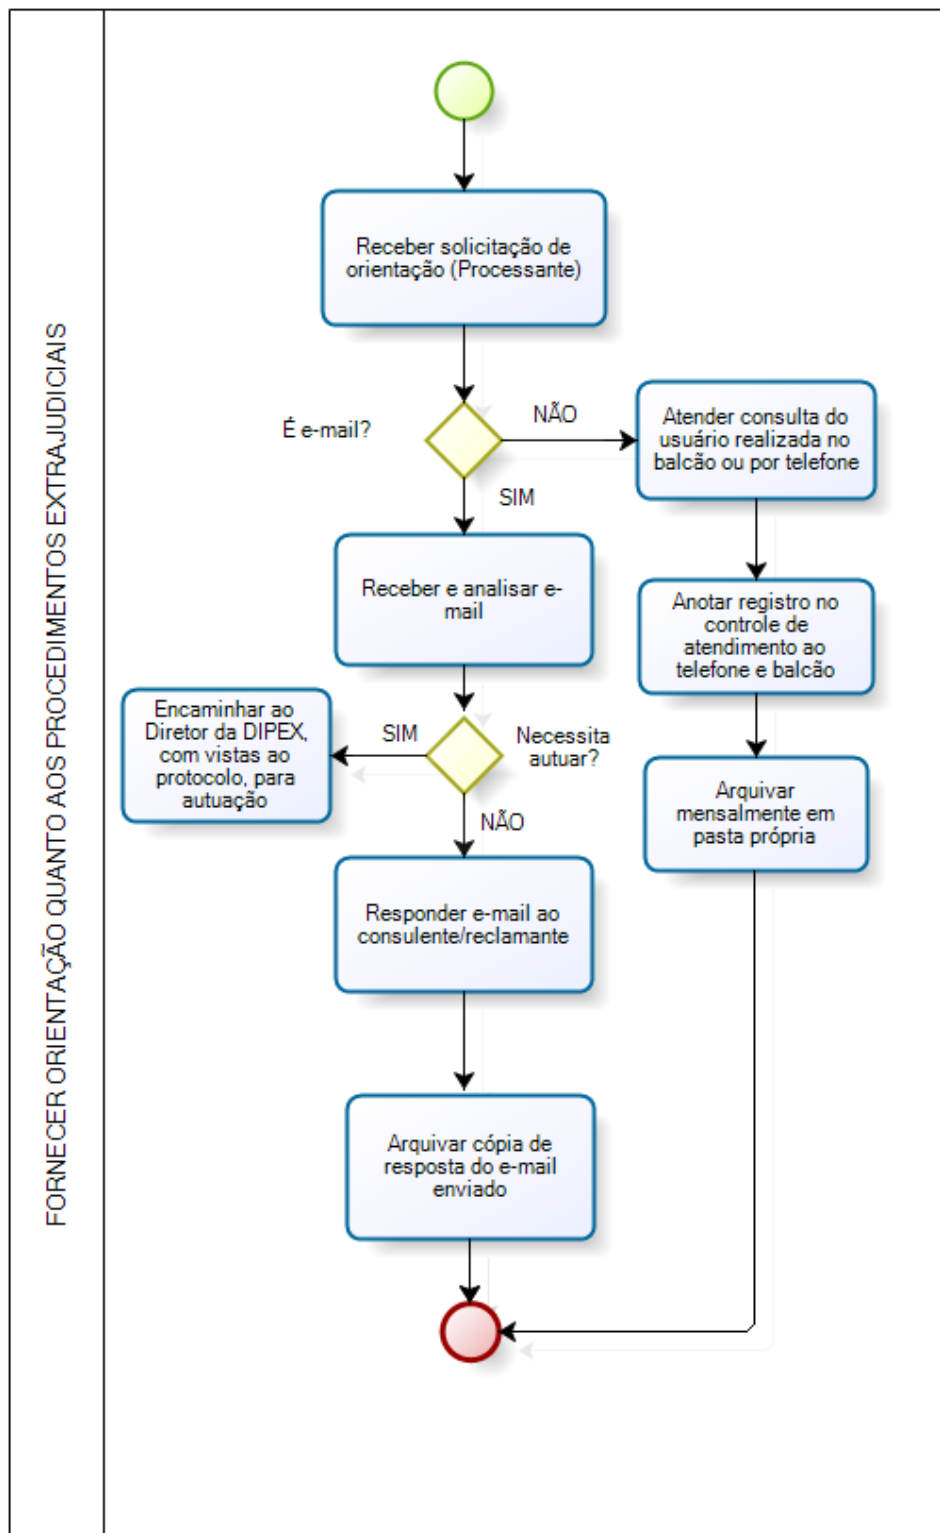 FORNECER ORIENTAÇÃO QUANTO AOS PROCEDIMENTOS EXTRAJUDICIAIS
Receber solicitação de
orientação (Processante)
É e-mail?
NÃO
Atender consulta do
usuário realizada no
balcão ou por telefone
SIM
Receber e analisar e-
mail
Anotar registro no
controle de
atendimento ao
telefone e balcão
Encaminhar ao
Diretor da DIPEX,
com vistas ao
protocolo, para
autuação
SIM
Necessita
autuar?
NÃO
Arquivar
mensalmente em
pasta própria
Responder e-mail ao
consulente/reclamante
Arquivar cópia de
resposta do e-mail
enviado